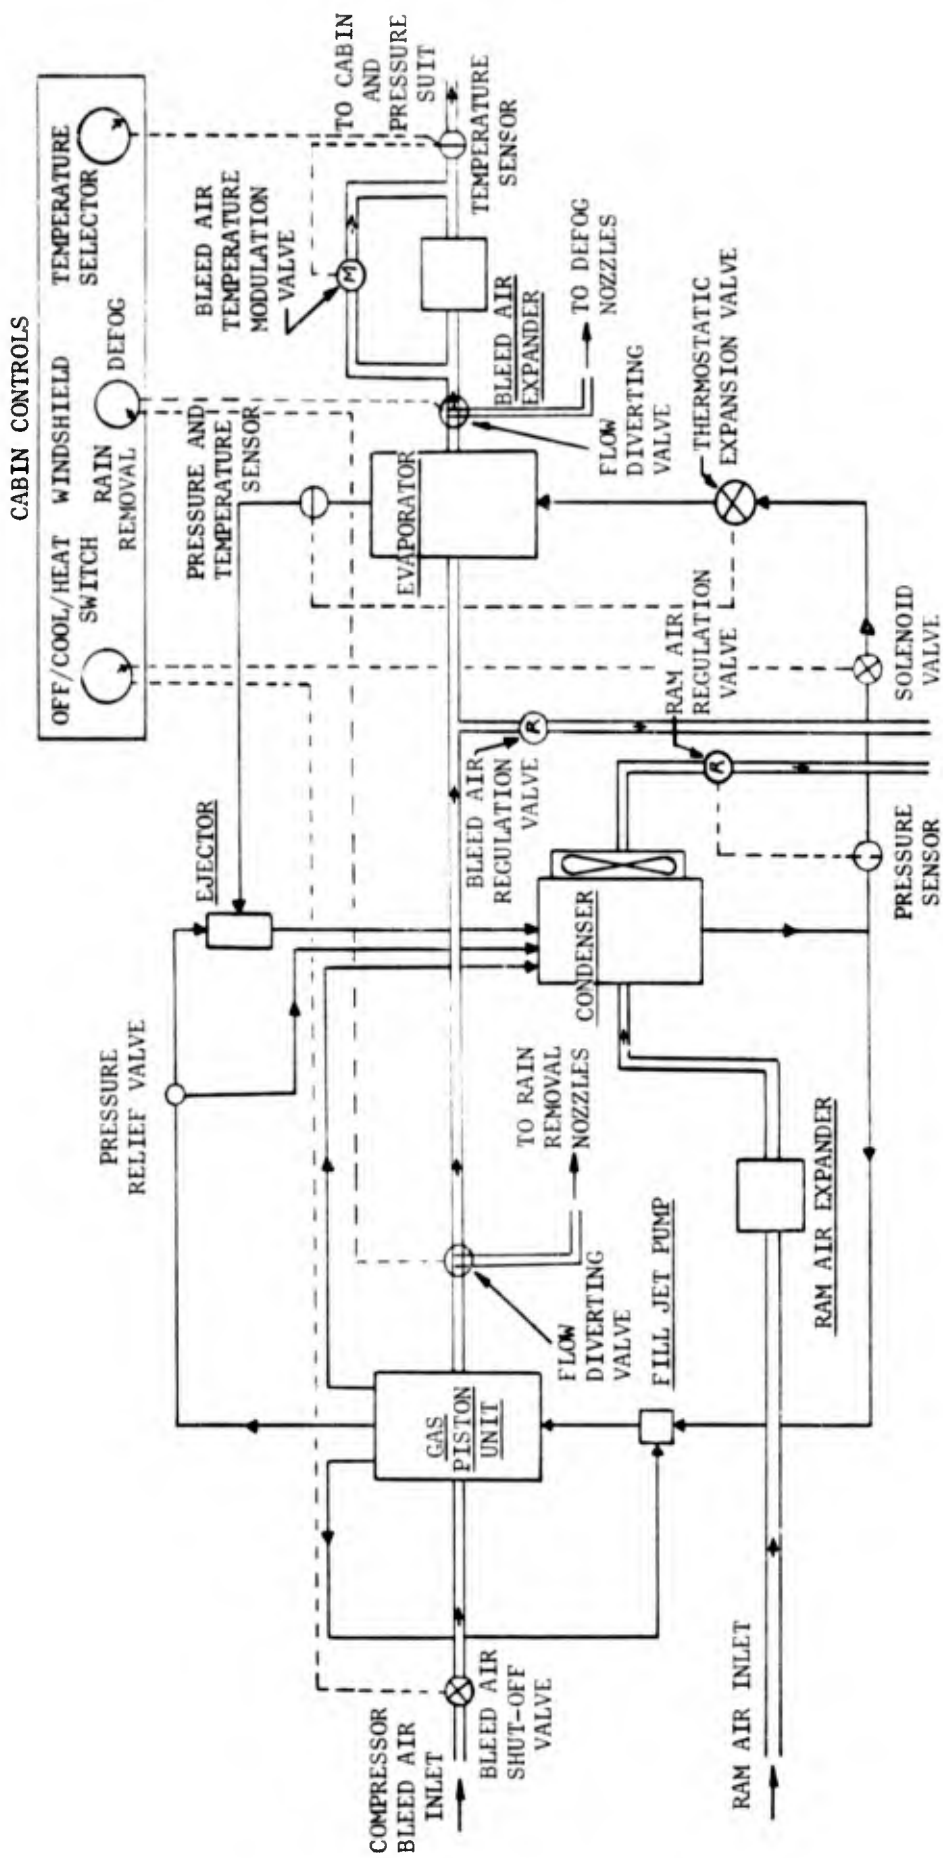 CABIN CONTROLS
OFF/COOL/HEAT
SWITCH
WINDSHIELD
RAIN
REMOVAL
DEFOG
TEMPERATURE
SELECTOR
PRESSURE
RELIEF VALVE
EJECTOR
PRESSURE AND
TEMPERATURE
SENSOR
BLEED AIR
TEMPERATURE
MODULATION
VALVE
M
TO CABIN
AND
PRESSURE
SUIT
COMPRESSOR
BLEED AIR
INLET
BLEED AIR
SHUT-OFF
VALVE
GAS
PISTON
UNIT
FLOW
DIVERTING
VALVE
TO RAIN
REMOVAL
NOZZLES
BLEED AIR
REGULATION
VALVE
R
EVAPORATOR
FLOW
DIVERTING
VALVE
BLEED AIR
EXPANDER
TO DEFOG
NOZZLES
TEMPERATURE
SENSOR
FILL JET PUMP
CONDENSER
RAM AIR
REGULATION
VALVE
R
THERMOSTATIC
EXPANSION VALVE
RAM AIR INLET
RAM AIR EXPANDER
PRESSURE
SENSOR
SOLENOID
VALVE